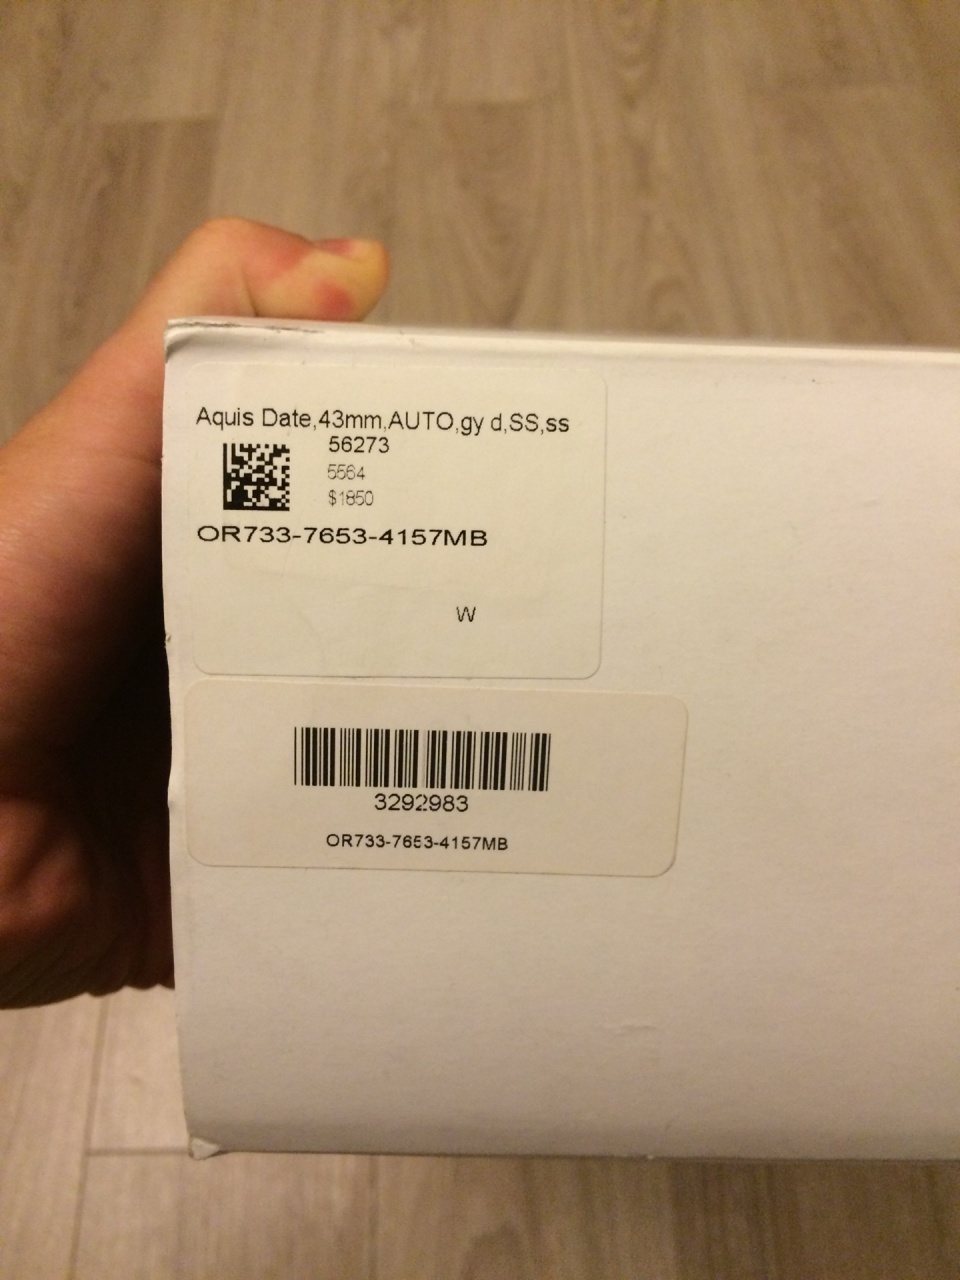 Aquis Date,43mm,AUTO,gy d,SS,ss
56273
5564
$1850
OR733-7653-4157MB
W
3292983
OR733-7653-4157MB